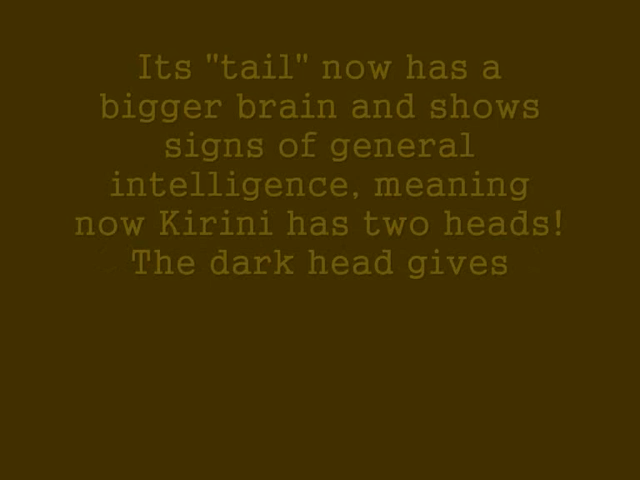 Its "tail" now has a
bigger brain and shows
signs of general
intelligence, meaning
now Kirini has two heads!
The dark head gives